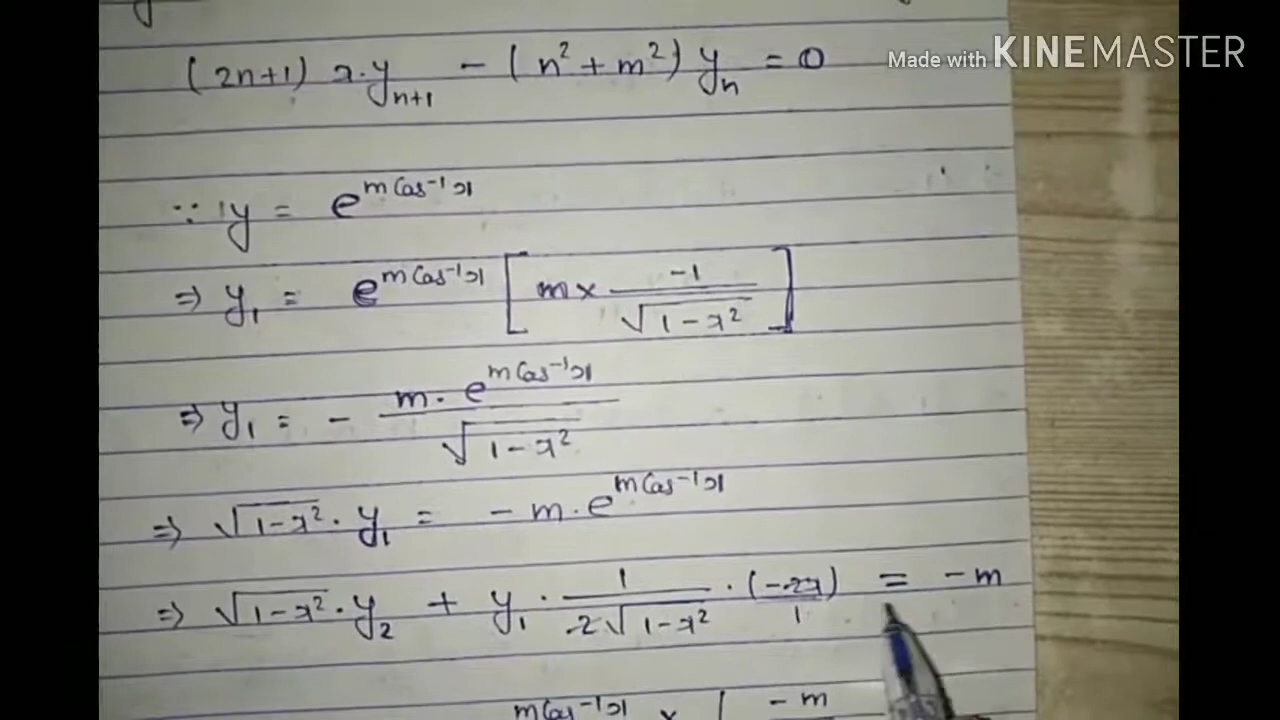 Made with KINEMASTER
(2n+1) x.y_{n+1} - (n² + m²) y_n = 0
∵ y = e^{m Cos⁻¹x}
⇒ y₁ = e^{m Cos⁻¹x} [ m × -1/√(1-x²) ]
⇒ y₁ = - m. e^{m Cos⁻¹x} / √(1-x²)
⇒ √(1-x²) . y₁ = - m. e^{m Cos⁻¹x}
⇒ √(1-x²) . y₂ + y₁ . 1/(2√(1-x²)) . (-2x)/1 = -m
m Cos⁻¹x × - m